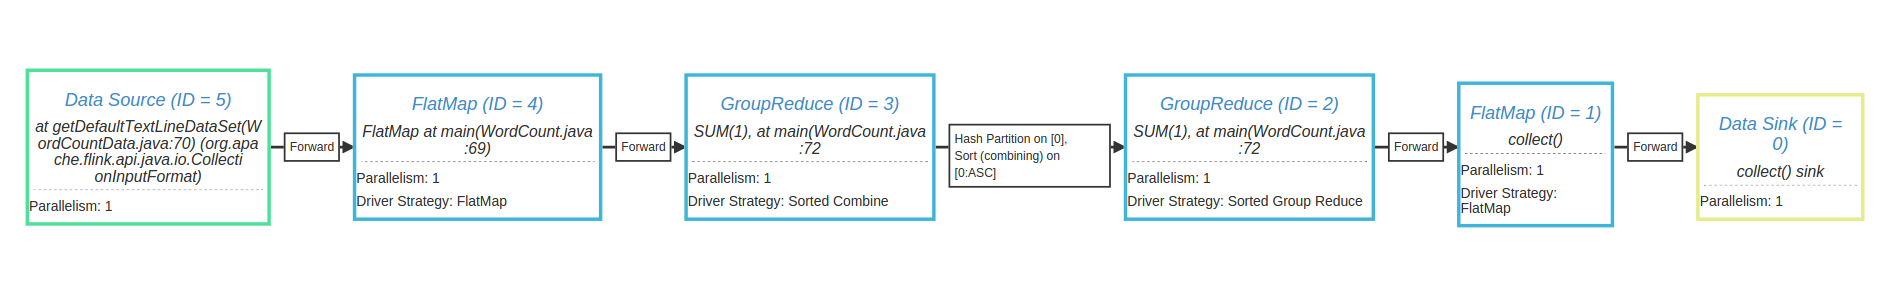 Data Source (ID = 5)
at getDefaultTextLineDataSet(W
ordCountData.java:70) (org.apa
che.flink.api.java.io.Collecti
onInputFormat)
Parallelism: 1
Forward
FlatMap (ID = 4)
FlatMap at main(WordCount.java
:69)
Parallelism: 1
Driver Strategy: FlatMap
Forward
GroupReduce (ID = 3)
SUM(1), at main(WordCount.java
:72
Parallelism: 1
Driver Strategy: Sorted Combine
Hash Partition on [0],
Sort (combining) on
[0:ASC]
GroupReduce (ID = 2)
SUM(1), at main(WordCount.java
:72
Parallelism: 1
Driver Strategy: Sorted Group Reduce
Forward
FlatMap (ID = 1)
collect()
Parallelism: 1
Driver Strategy:
FlatMap
Forward
Data Sink (ID =
0)
collect() sink
Parallelism: 1